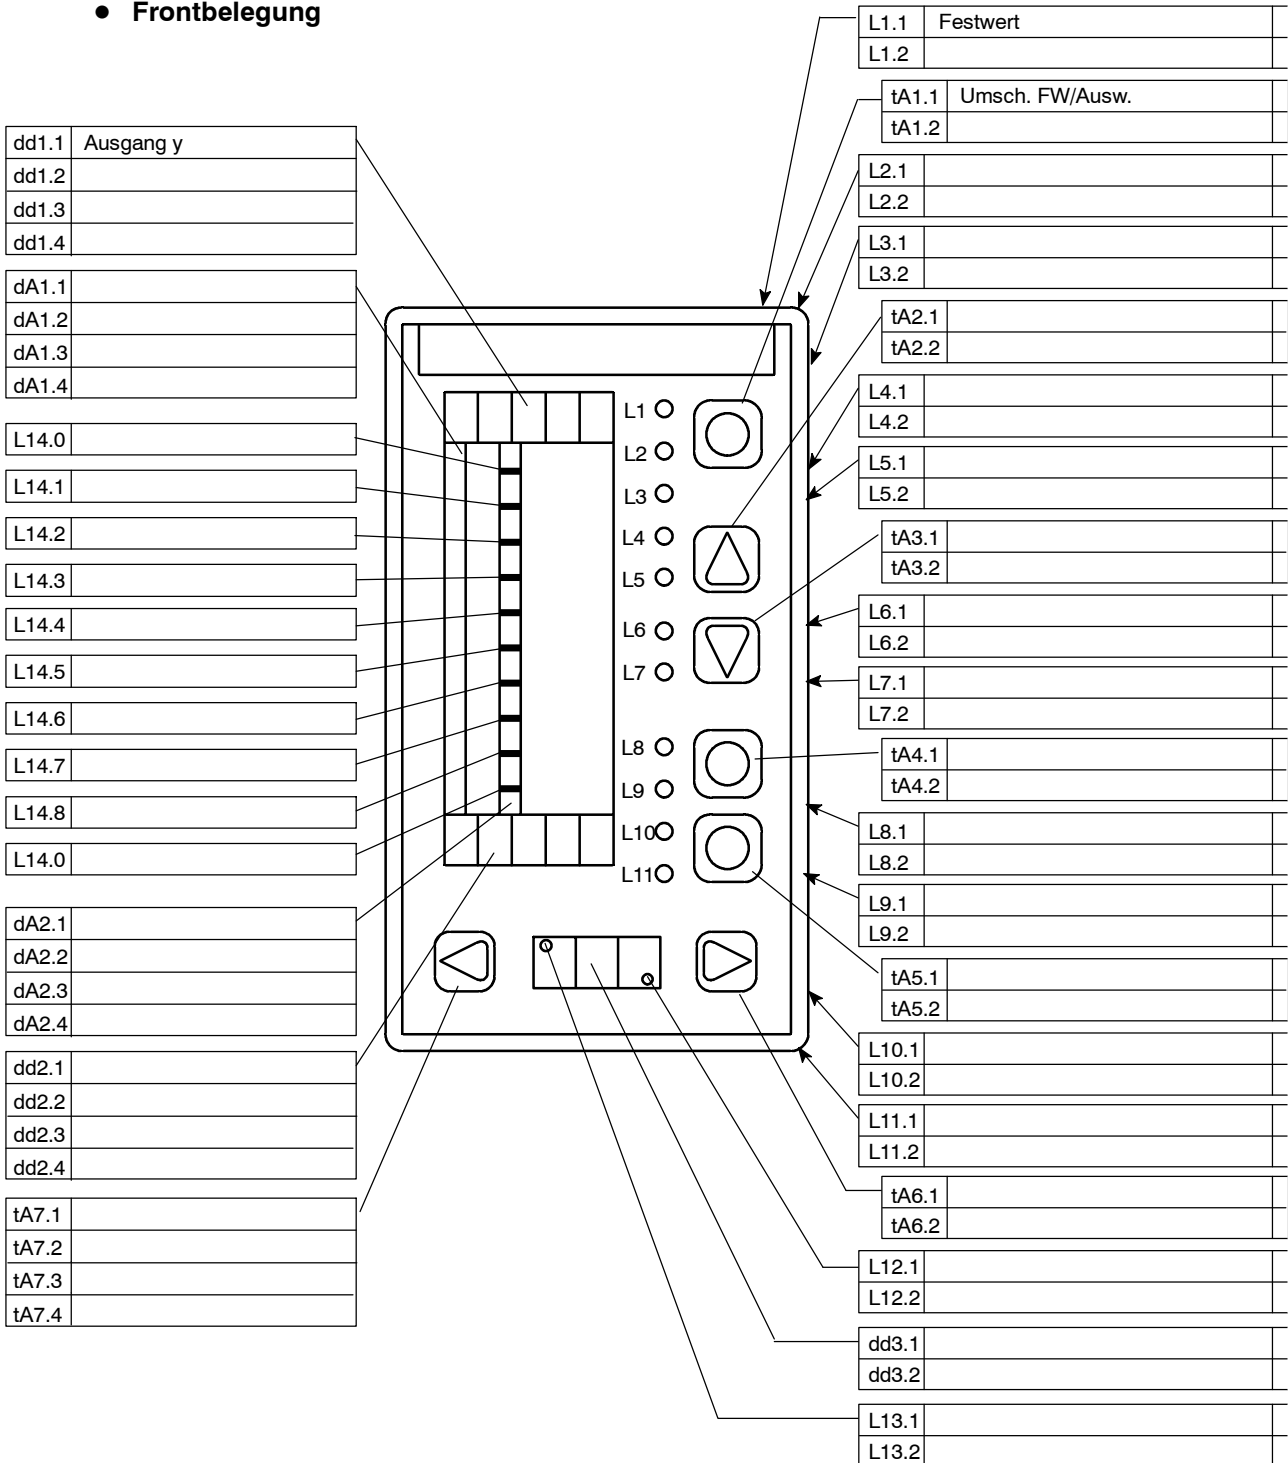 ● Frontbelegung
dd1.1 Ausgang y
dd1.2
dd1.3
dd1.4
dA1.1
dA1.2
dA1.3
dA1.4
L14.0
L14.1
L14.2
L14.3
L14.4
L14.5
L14.6
L14.7
L14.8
L14.0
dA2.1
dA2.2
dA2.3
dA2.4
dd2.1
dd2.2
dd2.3
dd2.4
tA7.1
tA7.2
tA7.3
tA7.4
L1
L2
L3
L4
L5
L6
L7
L8
L9
L10
L11
L1.1 Festwert
L1.2
tA1.1 Umsch. FW/Ausw.
tA1.2
L2.1
L2.2
L3.1
L3.2
tA2.1
tA2.2
L4.1
L4.2
L5.1
L5.2
tA3.1
tA3.2
L6.1
L6.2
L7.1
L7.2
tA4.1
tA4.2
L8.1
L8.2
L9.1
L9.2
tA5.1
tA5.2
L10.1
L10.2
L11.1
L11.2
tA6.1
tA6.2
L12.1
L12.2
dd3.1
dd3.2
L13.1
L13.2